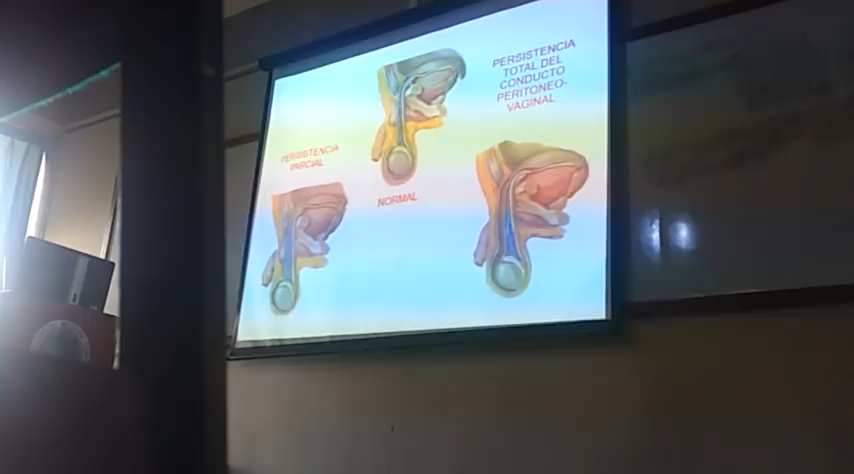 PERSISTENCIA
TOTAL DEL
CONDUCTO
PERITONEO-
VAGINAL
PERSISTENCIA
PARCIAL
NORMAL